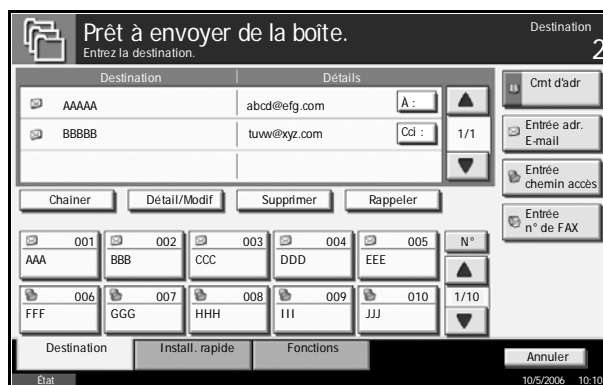 Prêt à envoyer de la boîte.
Entrez la destination.
Destination
2
Destination
Détails
AAAAA
abcd@efg.com
À :
BBBBB
tuvw@xyz.com
Cci :
1/1
Crnt d'adr
Entrée adr.
E-mail
Entrée
chemin accès
Entrée
n° de FAX
Chaîner
Détail/Modif
Supprimer
Rappeler
001
AAA
002
BBB
003
CCC
004
DDD
005
EEE
N°
006
FFF
007
GGG
008
HHH
009
III
010
JJJ
1/10
Destination
Install. rapide
Fonctions
Annuler
État
10/5/2006 10:10